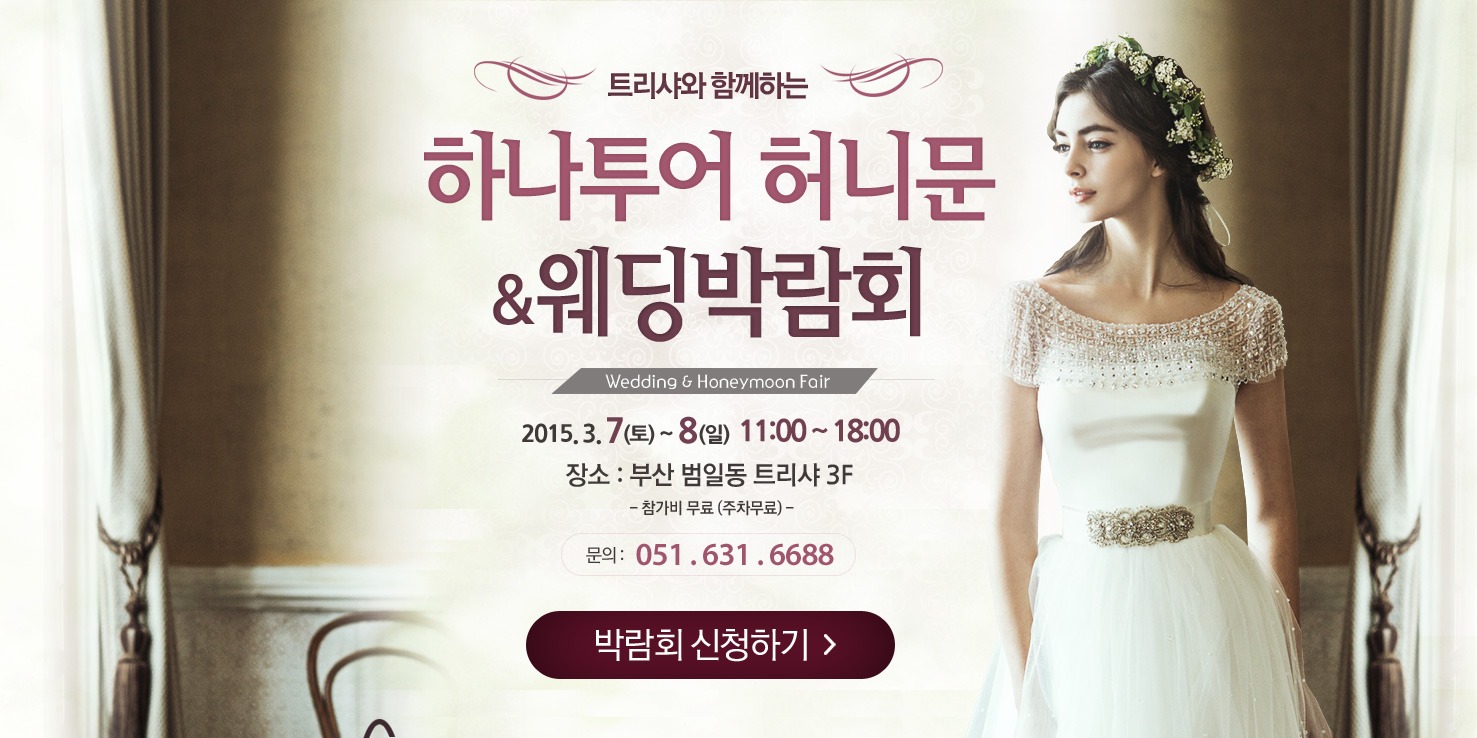 트리샤와 함께하는
하나투어 허니문
&웨딩박람회
Wedding & Honeymoon Fair
2015. 3. 7(토) ~ 8(일) 11:00 ~ 18:00
장소 : 부산 범일동 트리샤 3F
- 참가비 무료 (주차무료) -
문의 : 051 . 631 . 6688
박람회 신청하기 >